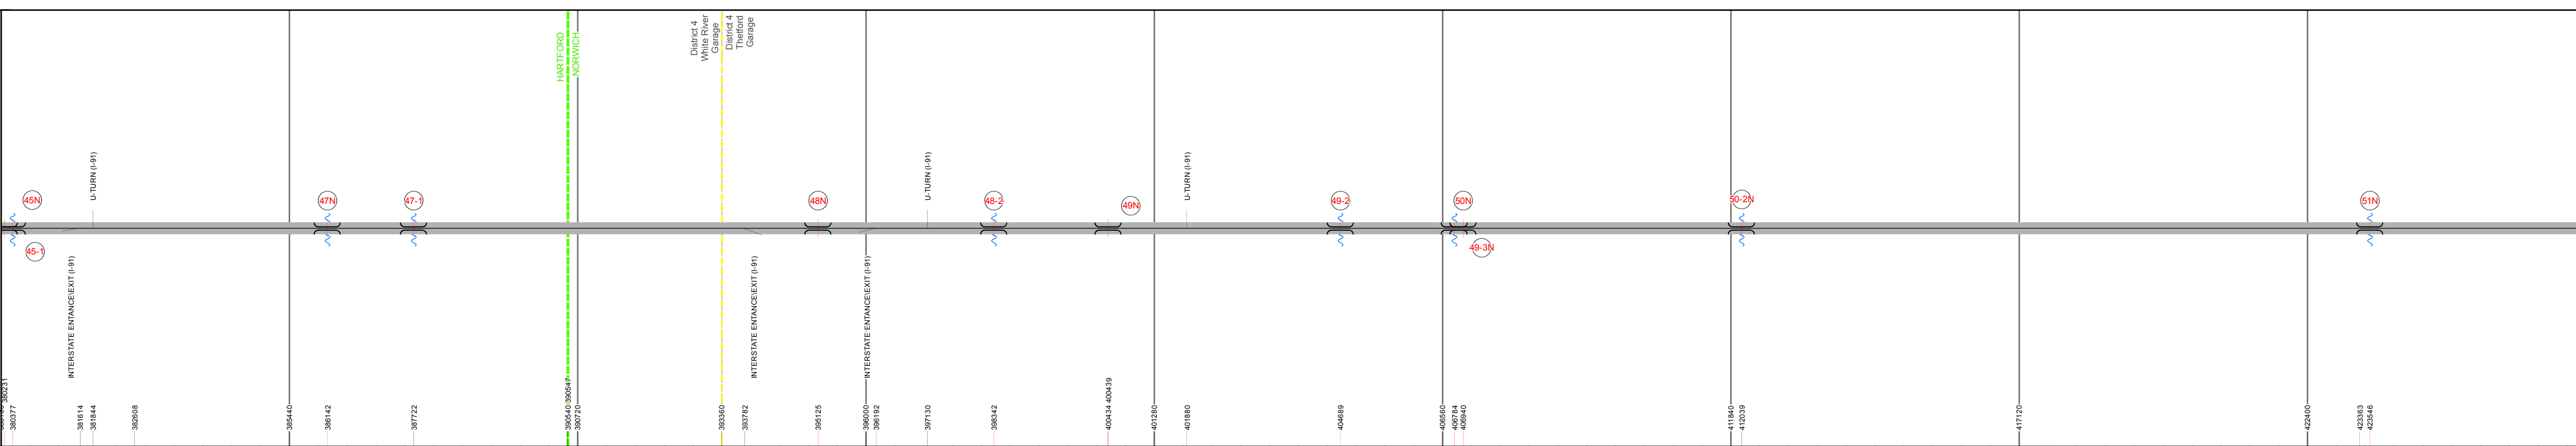 HARTFORD
NORWICH
District 4
White River
Garage
District 4
Thetford
Garage
U-TURN (I-91)
U-TURN (I-91)
U-TURN (I-91)
45N
47N
47-1
48N
48-2
49N
49-2
50N
50-2N
51N
45-1
49-3N
INTERSTATE ENTANCE\EXIT (I-91)
INTERSTATE ENTANCE\EXIT (I-91)
INTERSTATE ENTANCE\EXIT (I-91)
380231
380377
381614
381844
382608
385440
386142
387722
390540 390547
390720
393360
393782
395125
396000
396192
397130
398342
400434 400439
401280
401880
404689
406560
406784
406940
411840
412039
417120
422400
423363
423546